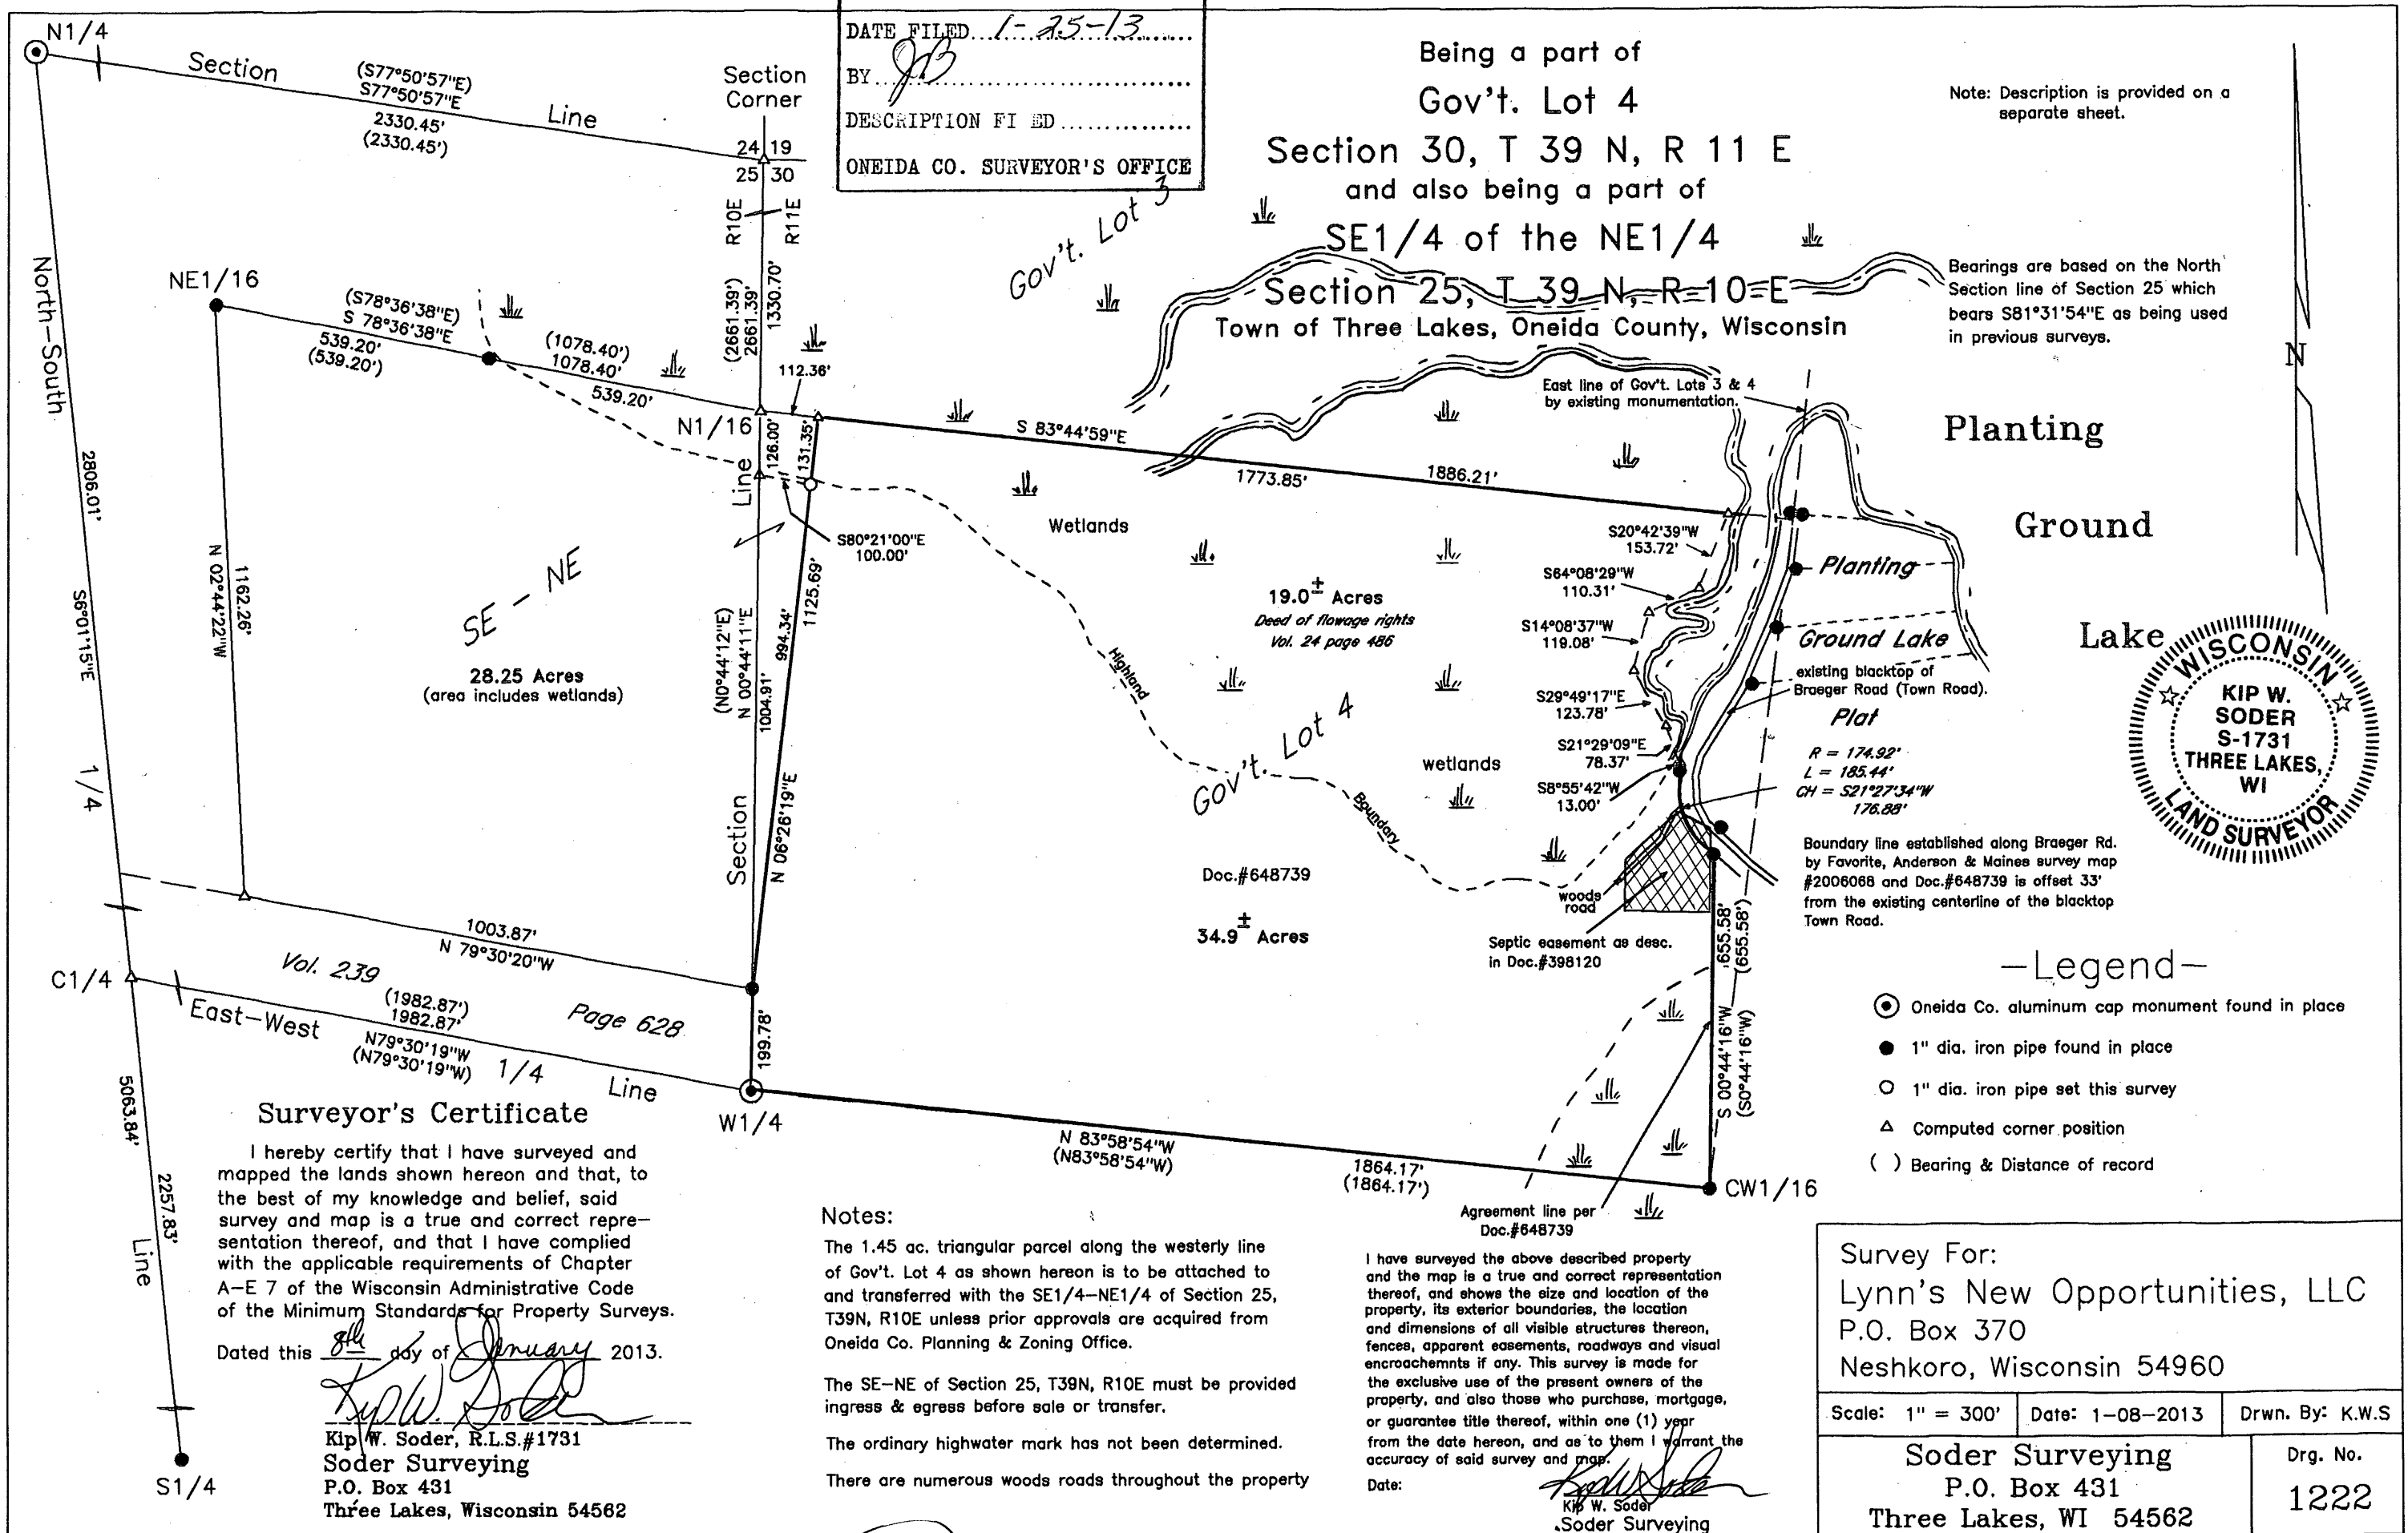 DATE FILED...1-25-13......
BY...JB...............................
DESCRIPTION FI ED...............
ONEIDA CO. SURVEYOR'S OFFICE
Being a part of
Gov't. Lot 4
Section 30, T 39 N, R 11 E
and also being a part of
SE1/4 of the NE1/4
Section 25, T 39 N, R 10 E
Town of Three Lakes, Oneida County, Wisconsin
Note: Description is provided on a
separate sheet.
Bearings are based on the North
Section line of Section 25 which
bears S81°31'54"E as being used
in previous surveys.
N
N1/4
Section Line
(S77°50'57"E)
S77°50'57"E
2330.45'
(2330.45')
Section
Corner
24 19
25 30
R10E R11E
(2661.39')
2661.39'
1330.70'
Gov't. Lot 3
North-South
2806.01'
S6°01'15"E
1/4
5063.84'
2257.83'
Line
NE1/16
(S78°36'38"E)
S 78°36'38"E
539.20'
(539.20')
(1078.40')
1078.40'
539.20'
112.36'
N1/16
126.00'
131.35'
Line
S80°21'00"E
100.00'
S 83°44'59"E
1773.85'
1886.21'
East line of Gov't. Lots 3 & 4
by existing monumentation.
Planting
Ground
Lake
N 02°44'22"W
1162.26'
SE - NE
28.25 Acres
(area includes wetlands)
(N0°44'12"E)
N 00°44'11"E
1004.91'
994.34'
1125.69'
N 06°26'19"E
Section
Wetlands
19.0± Acres
Deed of flowage rights
Vol. 24 page 486
Highland
Boundary
Gov't. Lot 4
wetlands
S20°42'39"W
153.72'
S64°08'29"W
110.31'
S14°08'37"W
119.08'
S29°49'17"E
123.78'
S21°29'09"E
78.37'
S8°55'42"W
13.00'
Planting
Ground Lake
existing blacktop of
Braeger Road (Town Road).
Plat
R = 174.92'
L = 185.44'
CH = S21°27'34"W
176.88'
WISCONSIN
KIP W.
SODER
S-1731
THREE LAKES,
WI
LAND SURVEYOR
Boundary line established along Braeger Rd.
by Favorite, Anderson & Maines survey map
#2006068 and Doc.#648739 is offset 33'
from the existing centerline of the blacktop
Town Road.
Doc.#648739
34.9± Acres
woods
road
Septic easement as desc.
in Doc.#398120
655.58'
(655.58')
S 00°44'16"W
(S0°44'16"W)
1003.87'
N 79°30'20"W
Vol. 239
Page 628
C1/4
(1982.87')
1982.87'
East-West 1/4 Line
N79°30'19"W
(N79°30'19"W)
199.78'
W1/4
N 83°58'54"W
(N83°58'54"W)
1864.17'
(1864.17')
CW1/16
Agreement line per
Doc.#648739
S1/4
-Legend-
Oneida Co. aluminum cap monument found in place
1" dia. iron pipe found in place
1" dia. iron pipe set this survey
Computed corner position
( ) Bearing & Distance of record
Surveyor's Certificate
I hereby certify that I have surveyed and
mapped the lands shown hereon and that, to
the best of my knowledge and belief, said
survey and map is a true and correct repre-
sentation thereof, and that I have complied
with the applicable requirements of Chapter
A-E 7 of the Wisconsin Administrative Code
of the Minimum Standards for Property Surveys.
Dated this 8th day of January 2013.
Kip W. Soder
Kip W. Soder, R.L.S.#1731
Soder Surveying
P.O. Box 431
Three Lakes, Wisconsin 54562
Notes:
The 1.45 ac. triangular parcel along the westerly line
of Gov't. Lot 4 as shown hereon is to be attached to
and transferred with the SE1/4-NE1/4 of Section 25,
T39N, R10E unless prior approvals are acquired from
Oneida Co. Planning & Zoning Office.
The SE-NE of Section 25, T39N, R10E must be provided
ingress & egress before sale or transfer.
The ordinary highwater mark has not been determined.
There are numerous woods roads throughout the property
I have surveyed the above described property
and the map is a true and correct representation
thereof, and shows the size and location of the
property, its exterior boundaries, the location
and dimensions of all visible structures thereon,
fences, apparent easements, roadways and visual
encroachemnts if any. This survey is made for
the exclusive use of the present owners of the
property, and also those who purchase, mortgage,
or guarantee title thereof, within one (1) year
from the date hereon, and as to them I warrant the
accuracy of said survey and map.
Date:
Kip W Soder
Kip W. Soder
Soder Surveying
Survey For:
Lynn's New Opportunities, LLC
P.O. Box 370
Neshkoro, Wisconsin 54960
Scale: 1" = 300'
Date: 1-08-2013
Drwn. By: K.W.S
Soder Surveying
P.O. Box 431
Three Lakes, WI 54562
Drg. No.
1222